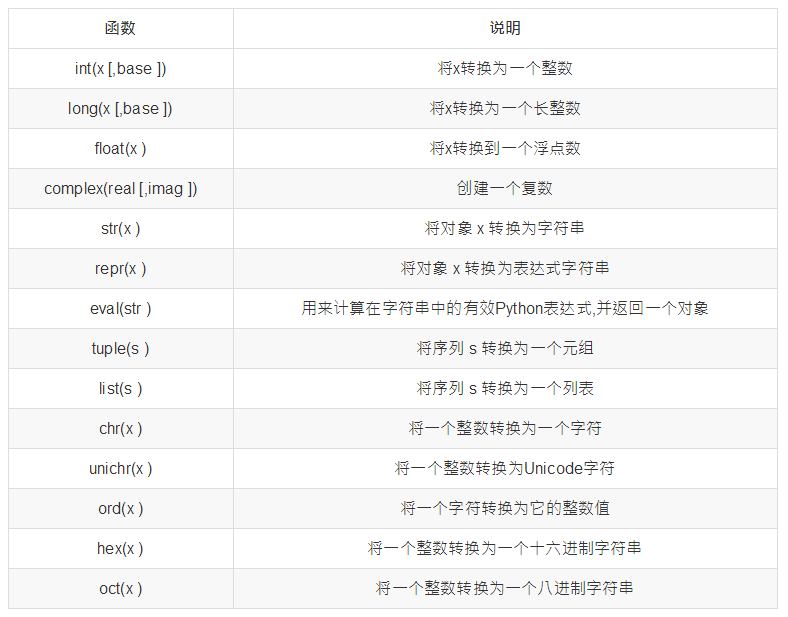 函数 说明
int(x [,base ]) 将x转换为一个整数
long(x [,base ]) 将x转换为一个长整数
float(x ) 将x转换到一个浮点数
complex(real [,imag ]) 创建一个复数
str(x ) 将对象 x 转换为字符串
repr(x ) 将对象 x 转换为表达式字符串
eval(str ) 用来计算在字符串中的有效Python表达式,并返回一个对象
tuple(s ) 将序列 s 转换为一个元组
list(s ) 将序列 s 转换为一个列表
chr(x ) 将一个整数转换为一个字符
unichr(x ) 将一个整数转换为Unicode字符
ord(x ) 将一个字符转换为它的整数值
hex(x ) 将一个整数转换为一个十六进制字符串
oct(x ) 将一个整数转换为一个八进制字符串